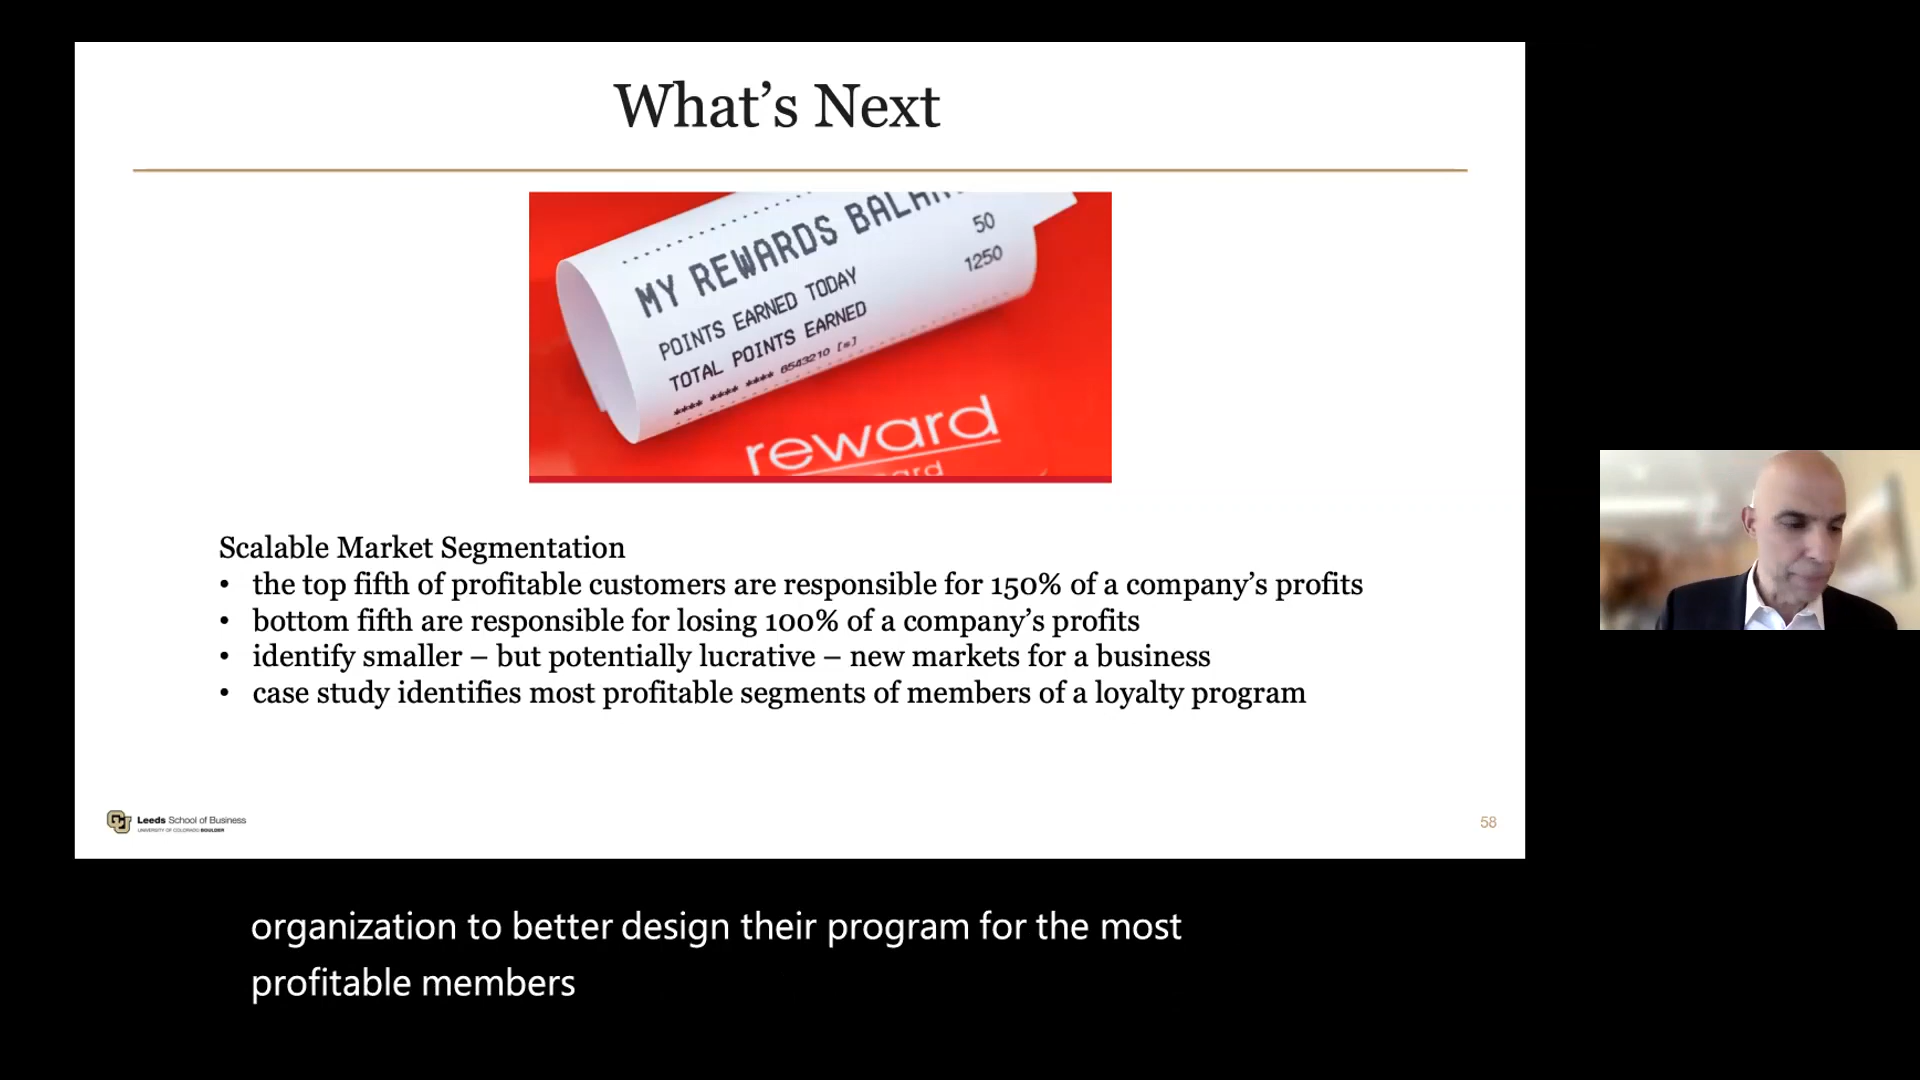 What’s Next
MY REWARDS
50
POINTS EARNED TODAY
1250
TOTAL POINTS EARNED
**** **** **** 6543210 [s]
reward
Scalable Market Segmentation
• the top fifth of profitable customers are responsible for 150% of a company’s profits
• bottom fifth are responsible for losing 100% of a company’s profits
• identify smaller – but potentially lucrative – new markets for a business
• case study identifies most profitable segments of members of a loyalty program
Leeds School of Business
UNIVERSITY OF COLORADO BOULDER
58
organization to better design their program for the most
profitable members